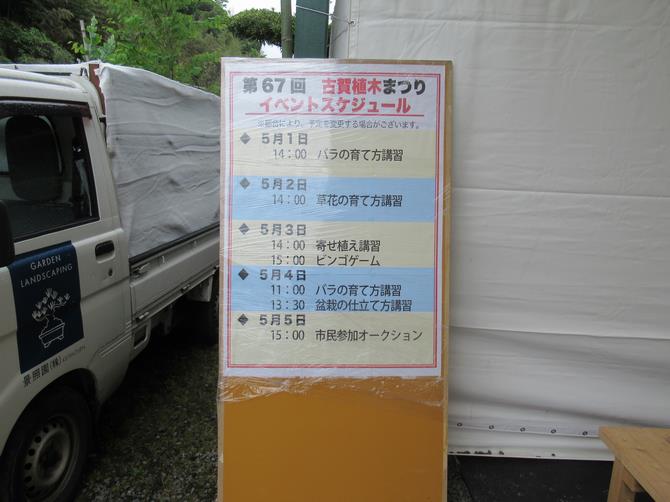 第67回 古賀植木まつり
イベントスケジュール
※都合により、予定を変更する場合がございます。
◆ 5月1日
14:00 バラの育て方講習
◆ 5月2日
14:00 草花の育て方講習
◆ 5月3日
14:00 寄せ植え講習
15:00 ビンゴゲーム
◆ 5月4日
11:00 バラの育て方講習
13:30 盆栽の仕立て方講習
◆ 5月5日
15:00 市民参加オークション
GARDEN
LANDSCAPING
景照園(株)